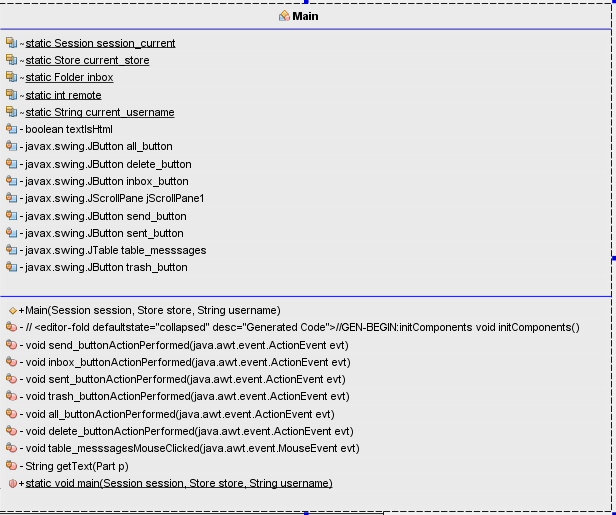 Main
~ static Session session_current
~ static Store current_store
~ static Folder inbox
~ static int remote
~ static String current_username
- boolean textIsHtml
- javax.swing.JButton all_button
- javax.swing.JButton delete_button
- javax.swing.JButton inbox_button
- javax.swing.JScrollPane jScrollPane1
- javax.swing.JButton send_button
- javax.swing.JButton sent_button
- javax.swing.JTable table_messsages
- javax.swing.JButton trash_button
+ Main(Session session, Store store, String username)
- // <editor-fold defaultstate="collapsed" desc="Generated Code">//GEN-BEGIN:initComponents void initComponents()
- void send_buttonActionPerformed(java.awt.event.ActionEvent evt)
- void inbox_buttonActionPerformed(java.awt.event.ActionEvent evt)
- void sent_buttonActionPerformed(java.awt.event.ActionEvent evt)
- void trash_buttonActionPerformed(java.awt.event.ActionEvent evt)
- void all_buttonActionPerformed(java.awt.event.ActionEvent evt)
- void delete_buttonActionPerformed(java.awt.event.ActionEvent evt)
- void table_messsagesMouseClicked(java.awt.event.MouseEvent evt)
- String getText(Part p)
+ static void main(Session session, Store store, String username)